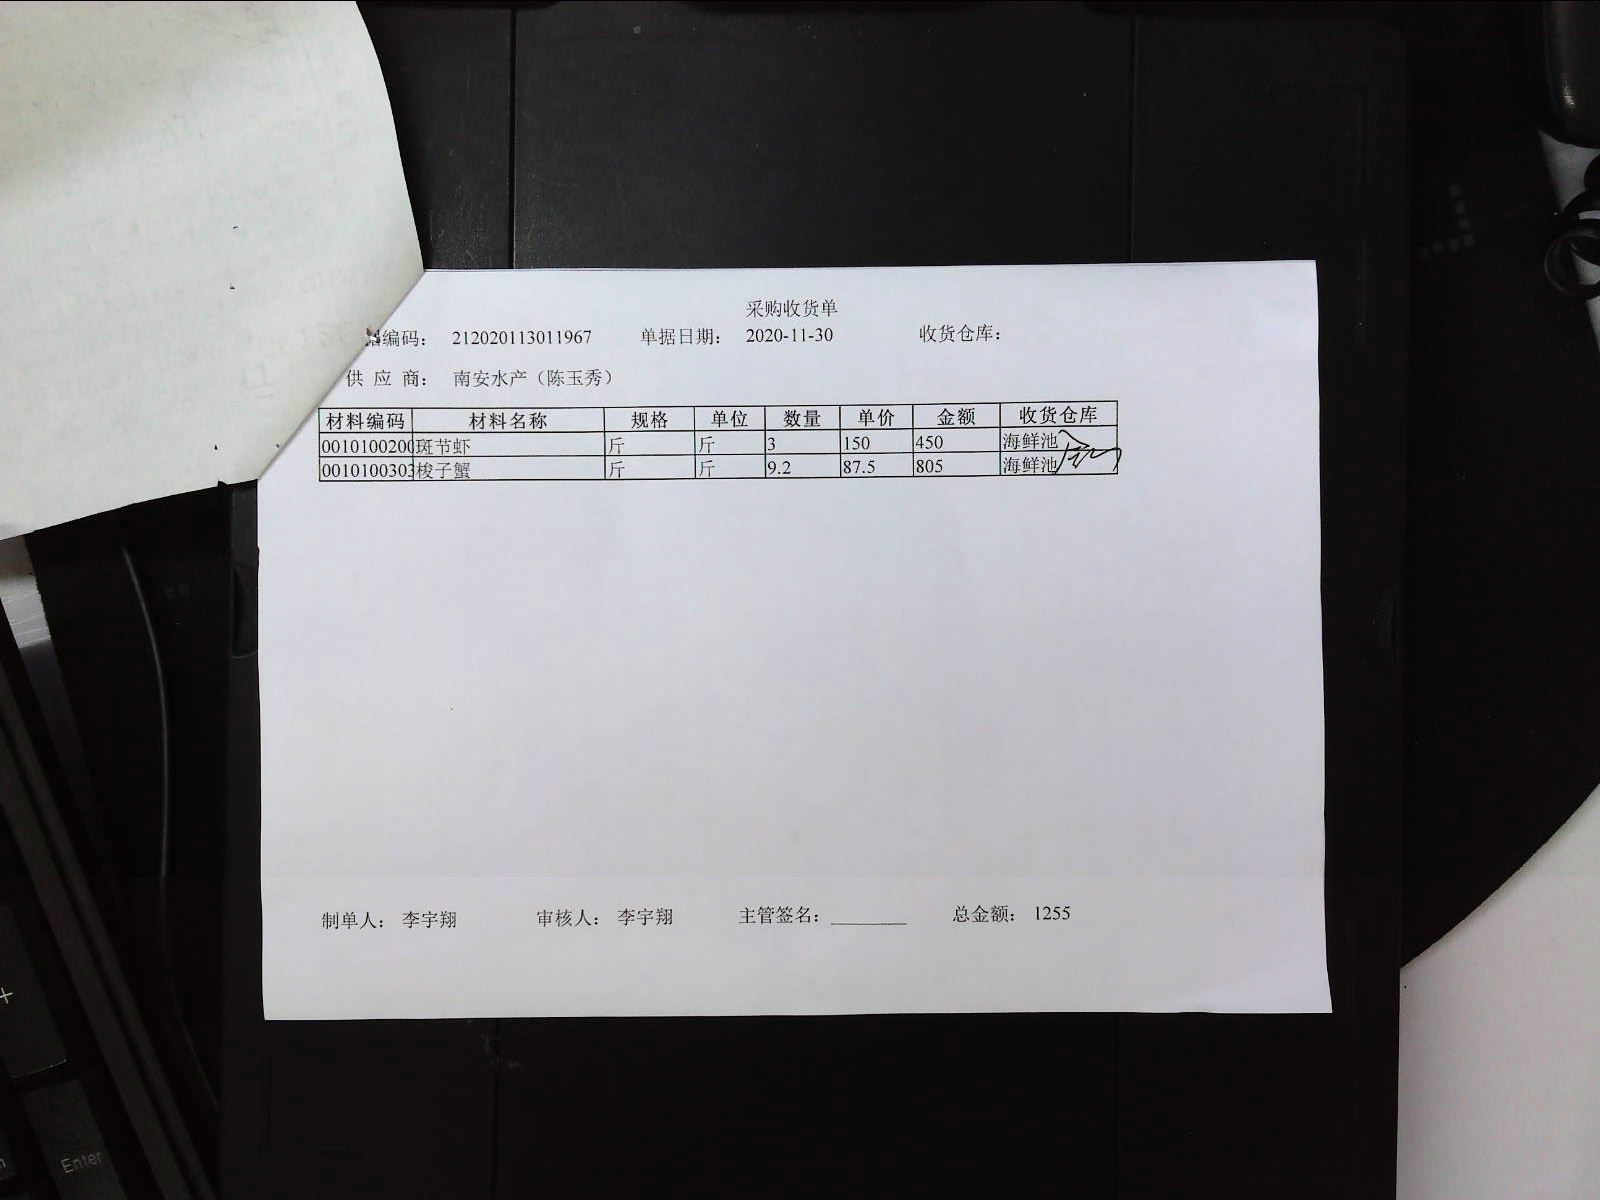 采购收货单
编码： 212020113011967 单据日期： 2020-11-30 收货仓库：
供 应 商： 南安水产（陈玉秀）
材料编码 材料名称 规格 单位 数量 单价 金额 收货仓库
0010100200 斑节虾 斤 斤 3 150 450 海鲜池
0010100303 梭子蟹 斤 斤 9.2 87.5 805 海鲜池
制单人： 李宇翔 审核人： 李宇翔 主管签名： 总金额： 1255
+
Enter